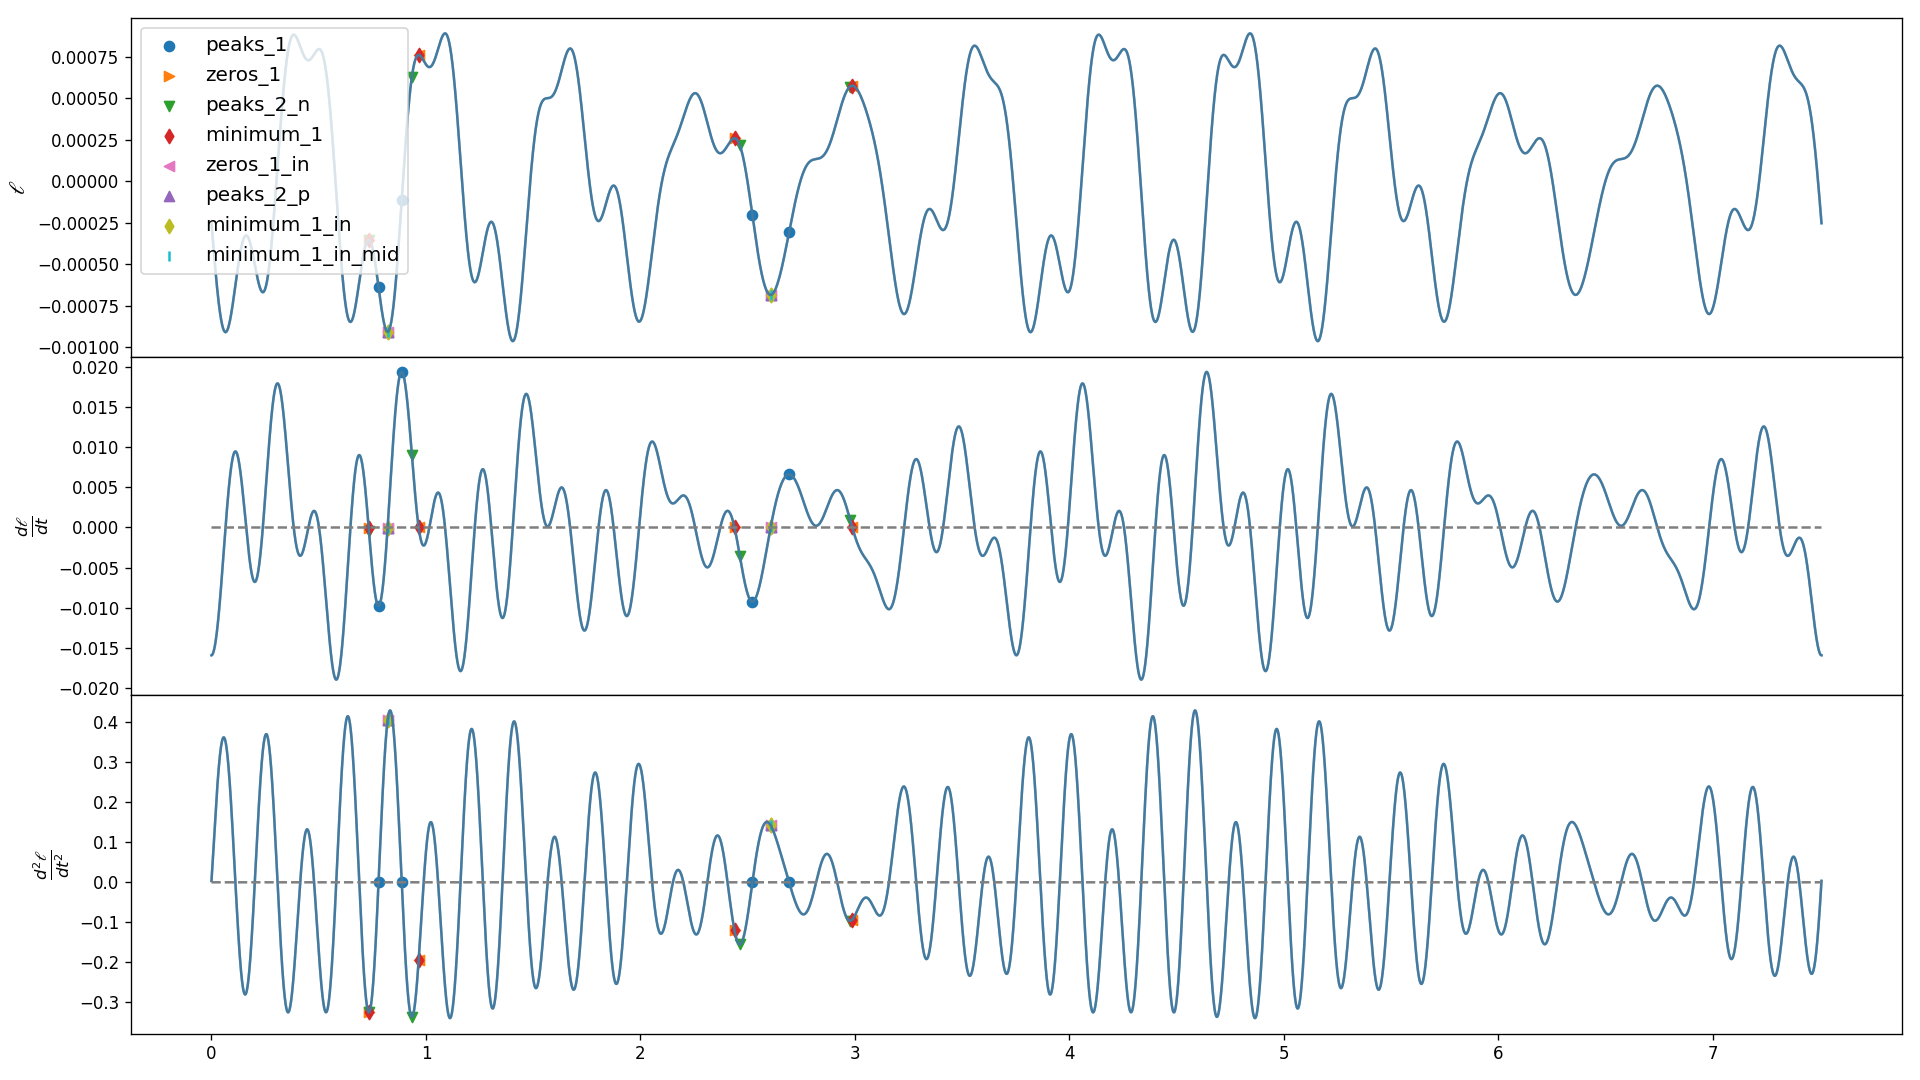 peaks_1
zeros_1
peaks_2_n
minimum_1
zeros_1_in
peaks_2_p
minimum_1_in
minimum_1_in_mid
0.00075
0.00050
0.00025
0.00000
−0.00025
−0.00050
−0.00075
−0.00100
ℓ
0.020
0.015
0.010
0.005
0.000
−0.005
−0.010
−0.015
−0.020
dℓ
dt
0.4
0.3
0.2
0.1
0.0
−0.1
−0.2
−0.3
d²ℓ
dt²
0 1 2 3 4 5 6 7